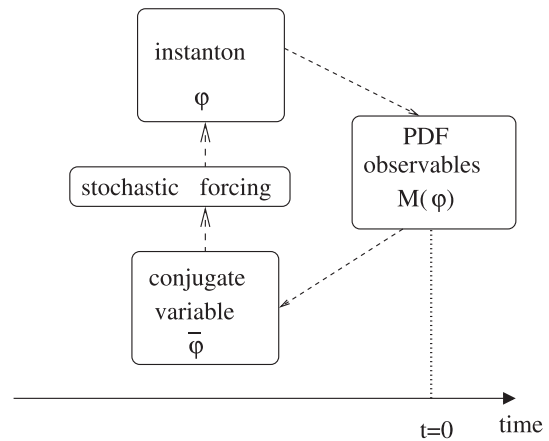 instanton
φ
PDF
observables
M(φ)
stochastic forcing
conjugate
variable
φ̅
t=0
time